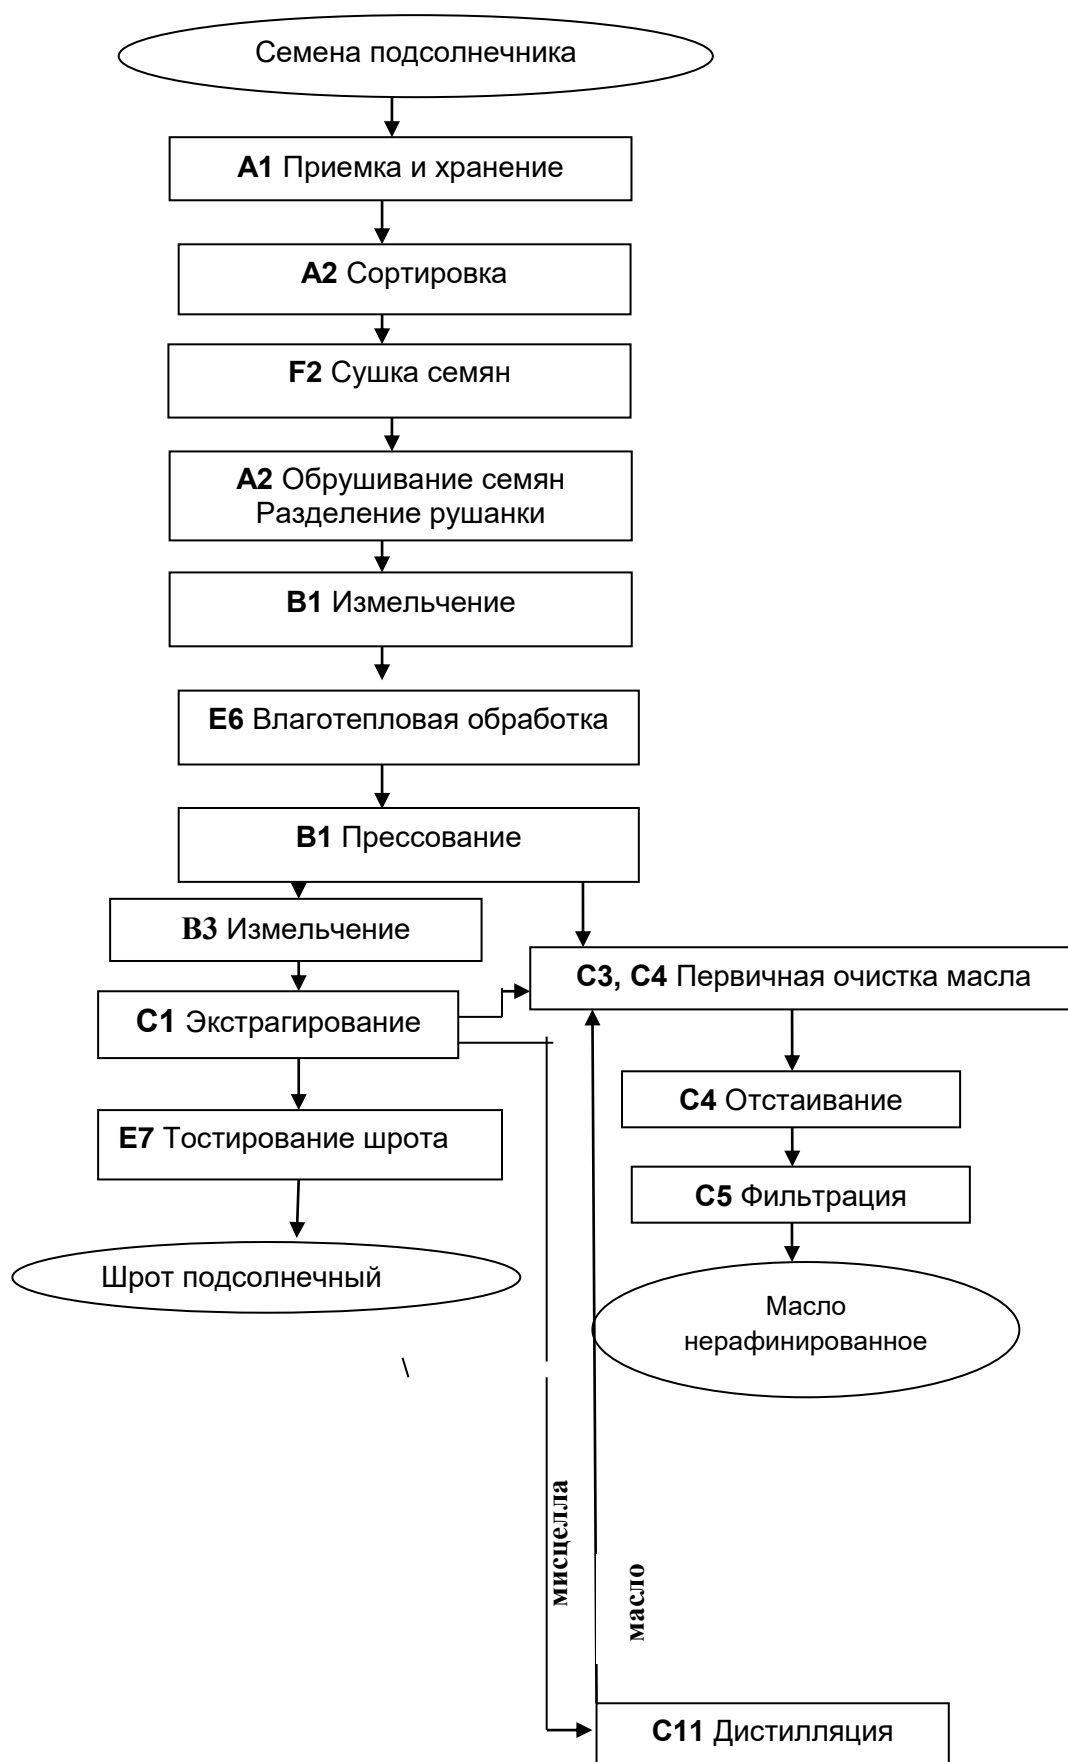 Семена подсолнечника
A1 Приемка и хранение
A2 Сортировка
F2 Сушка семян
A2 Обрушивание семян
Разделение рушанки
B1 Измельчение
E6 Влаготепловая обработка
B1 Прессование
B3 Измельчение
C3, C4 Первичная очистка масла
C1 Экстрагирование
C4 Отстаивание
E7 Тостирование шрота
C5 Фильтрация
Шрот подсолнечный
Масло
нерафинированное
\
мисцелла
масло
C11 Дистилляция